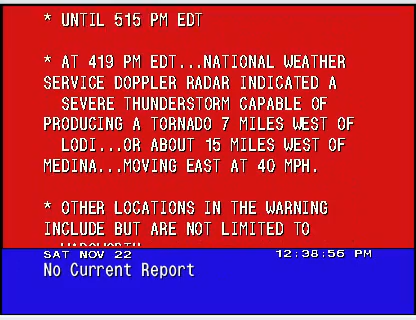 * UNTIL 515 PM EDT
* AT 419 PM EDT...NATIONAL WEATHER
SERVICE DOPPLER RADAR INDICATED A
SEVERE THUNDERSTORM CAPABLE OF
PRODUCING A TORNADO 7 MILES WEST OF
LODI...OR ABOUT 15 MILES WEST OF
MEDINA...MOVING EAST AT 40 MPH.
* OTHER LOCATIONS IN THE WARNING
INCLUDE BUT ARE NOT LIMITED TO
SAT NOV 22 12:38:56 PM
No Current Report